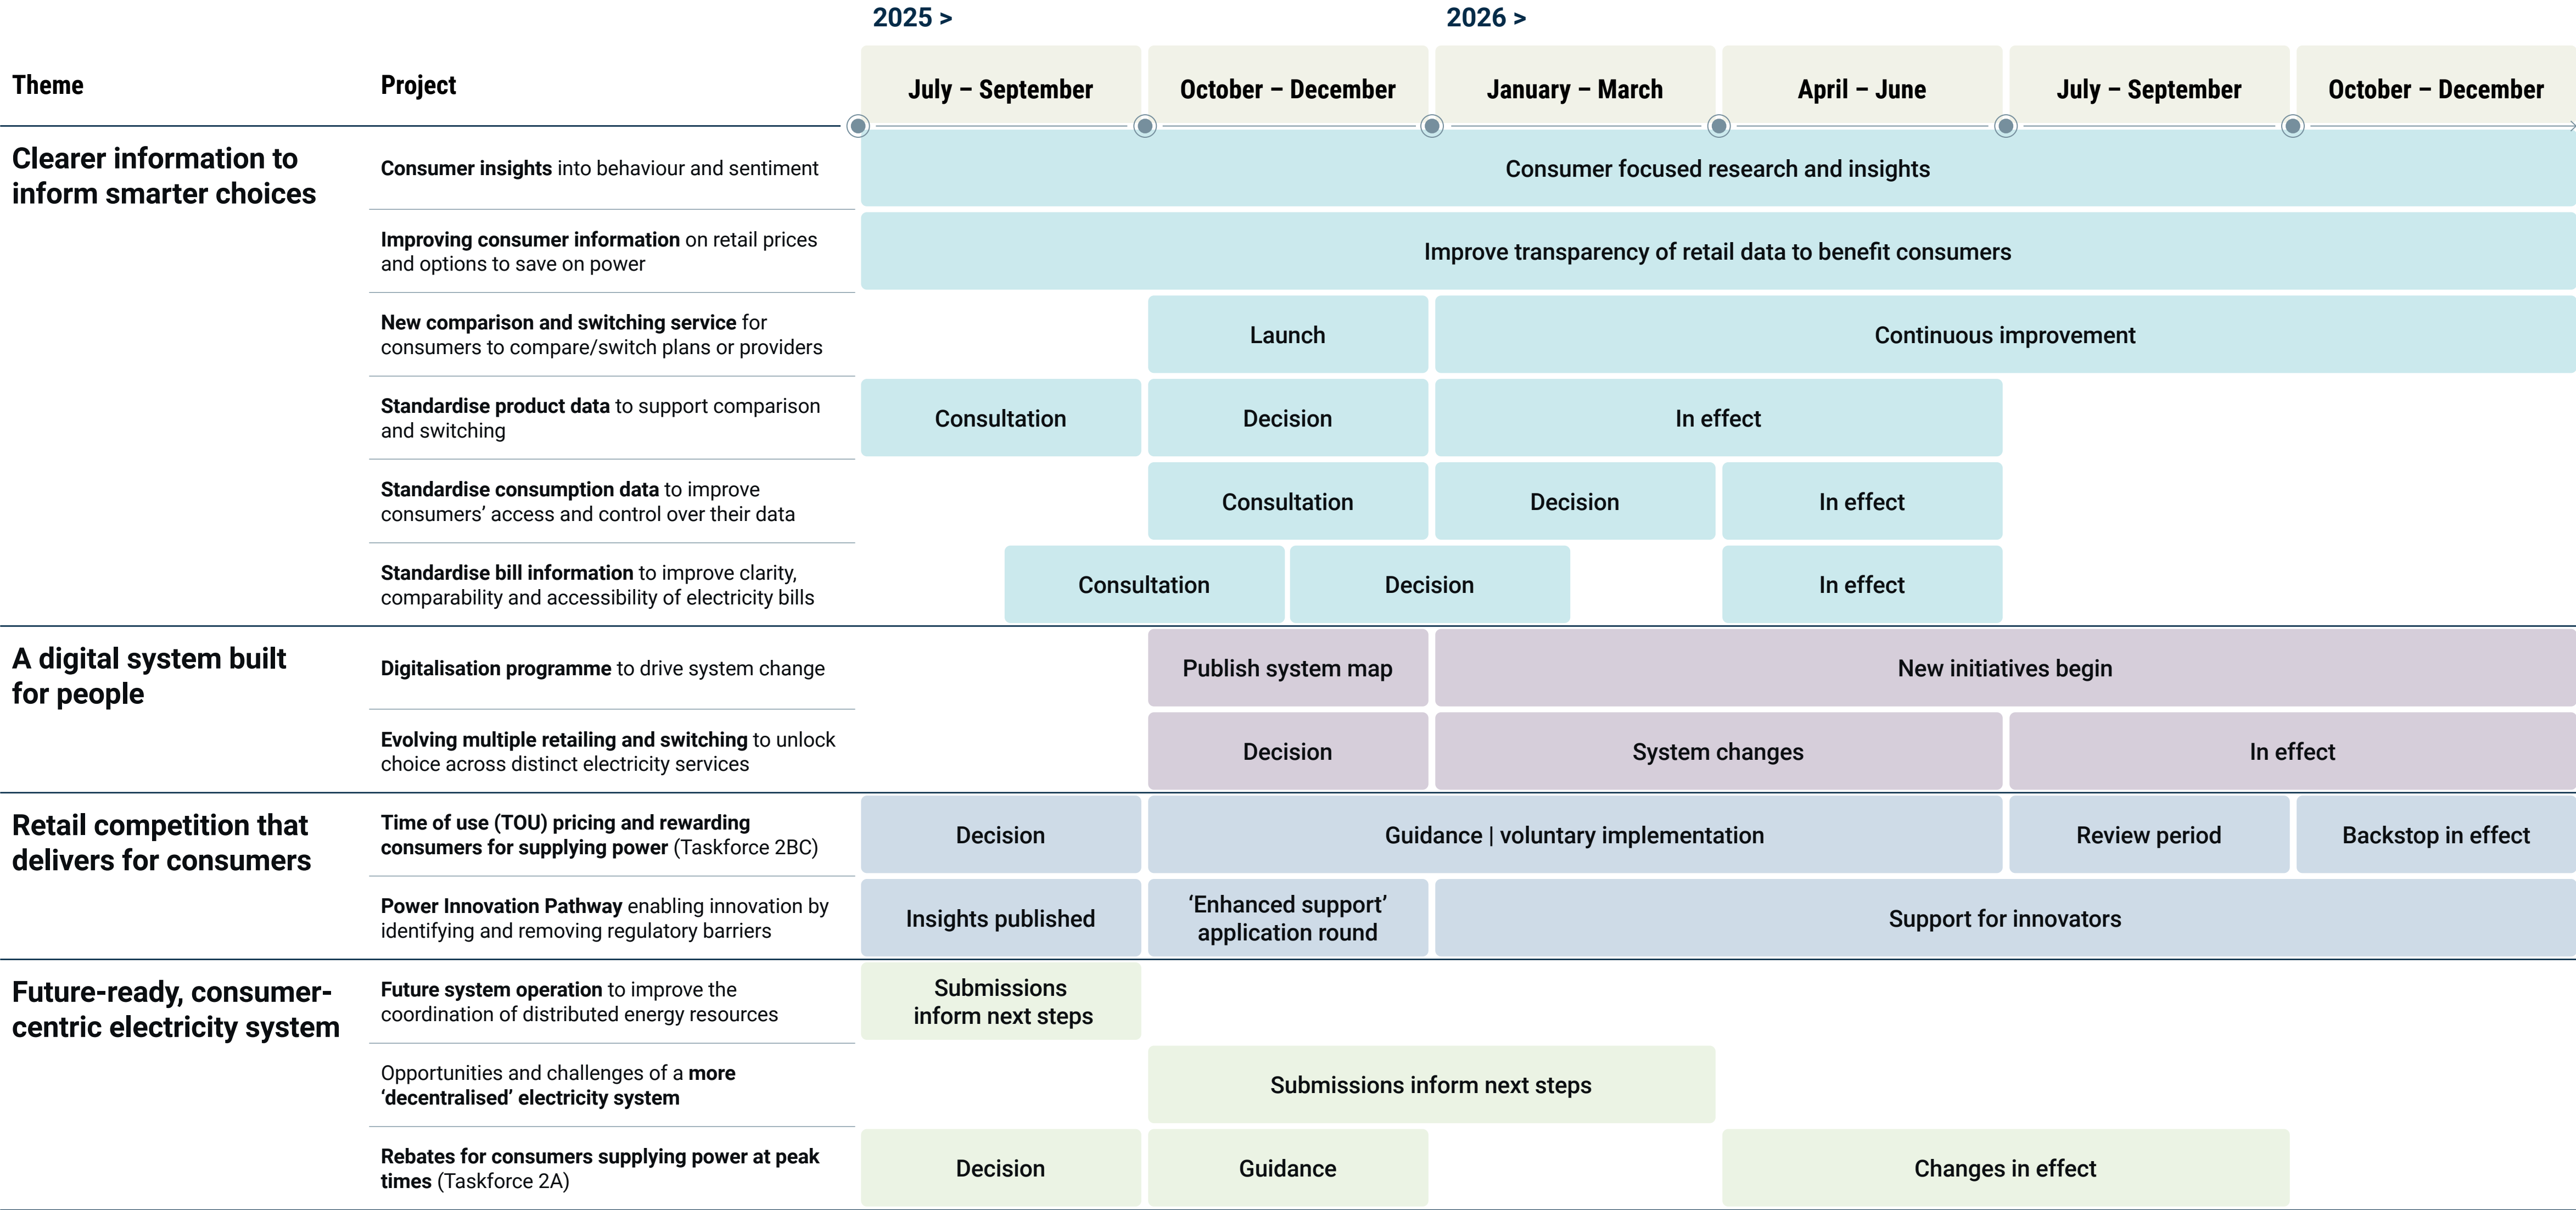 2025 >
2026 >
Theme
Project
July – September
October – December
January – March
April – June
July – September
October – December
Clearer information to
inform smarter choices
Consumer insights into behaviour and sentiment
Consumer focused research and insights
Improving consumer information on retail prices
and options to save on power
Improve transparency of retail data to benefit consumers
New comparison and switching service for
consumers to compare/switch plans or providers
Launch
Continuous improvement
Standardise product data to support comparison
and switching
Consultation
Decision
In effect
Standardise consumption data to improve
consumers’ access and control over their data
Consultation
Decision
In effect
Standardise bill information to improve clarity,
comparability and accessibility of electricity bills
Consultation
Decision
In effect
A digital system built
for people
Digitalisation programme to drive system change
Publish system map
New initiatives begin
Evolving multiple retailing and switching to unlock
choice across distinct electricity services
Decision
System changes
In effect
Retail competition that
delivers for consumers
Time of use (TOU) pricing and rewarding
consumers for supplying power (Taskforce 2BC)
Decision
Guidance | voluntary implementation
Review period
Backstop in effect
Power Innovation Pathway enabling innovation by
identifying and removing regulatory barriers
Insights published
‘Enhanced support’
application round
Support for innovators
Future-ready, consumer-
centric electricity system
Future system operation to improve the
coordination of distributed energy resources
Submissions
inform next steps
Opportunities and challenges of a more
‘decentralised’ electricity system
Submissions inform next steps
Rebates for consumers supplying power at peak
times (Taskforce 2A)
Decision
Guidance
Changes in effect